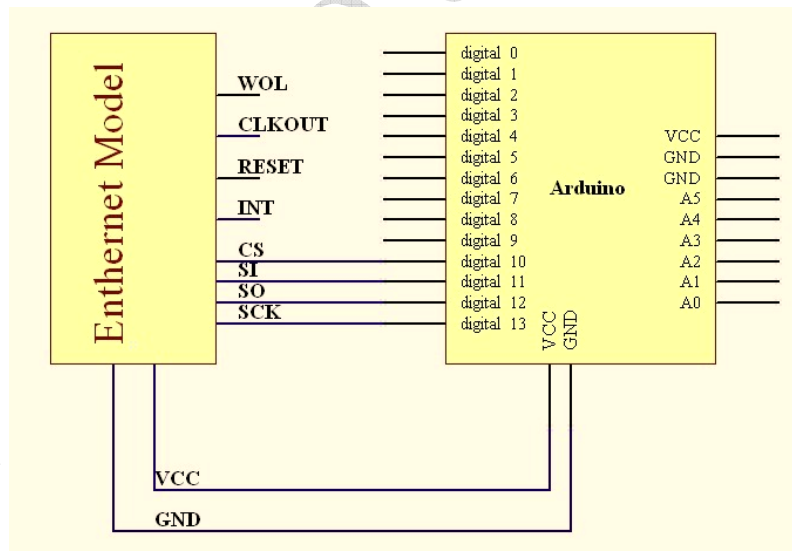 Enthernet Model
WOL
CLKOUT
RESET
INT
CS
SI
SO
SCK
digital 0
digital 1
digital 2
digital 3
digital 4
digital 5
digital 6
digital 7
digital 8
digital 9
digital 10
digital 11
digital 12
digital 13
Arduino
VCC
GND
GND
A5
A4
A3
A2
A1
A0
VCC
GND
VCC
GND